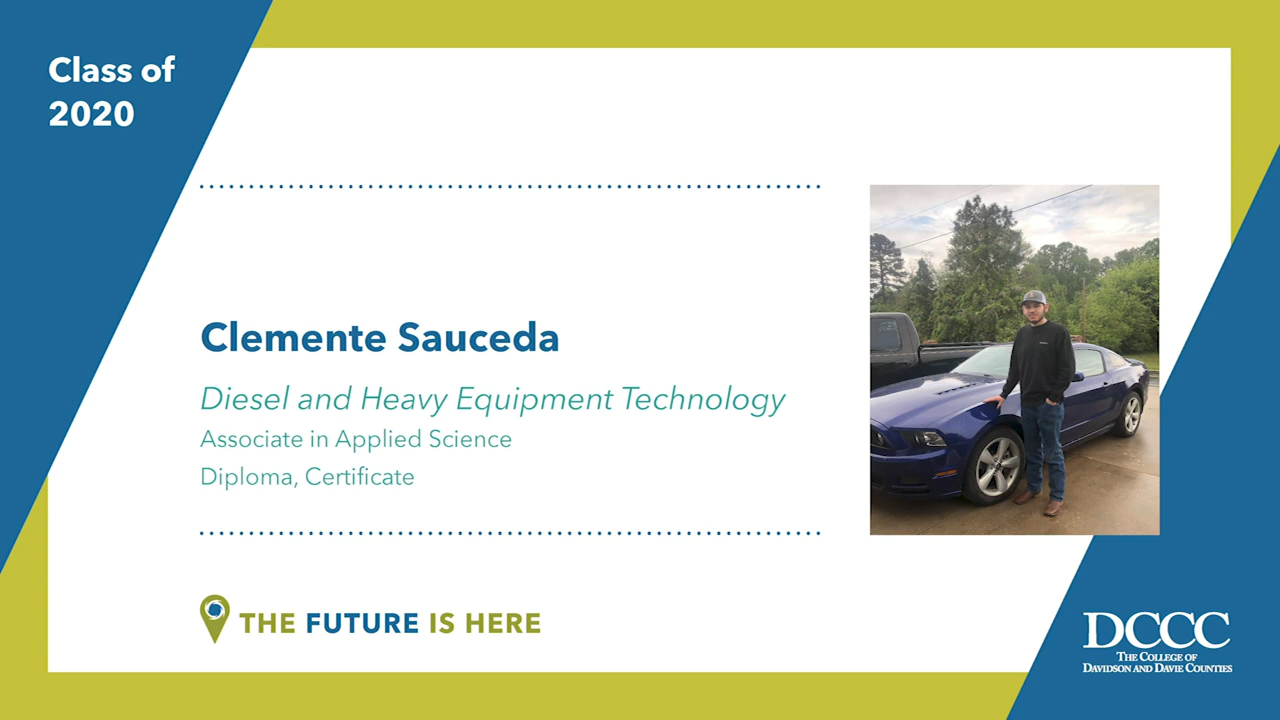 Class of
2020
Clemente Sauceda
Diesel and Heavy Equipment Technology
Associate in Applied Science
Diploma, Certificate
THE FUTURE IS HERE
DCCC
THE COLLEGE OF
DAVIDSON AND DAVIE COUNTIES